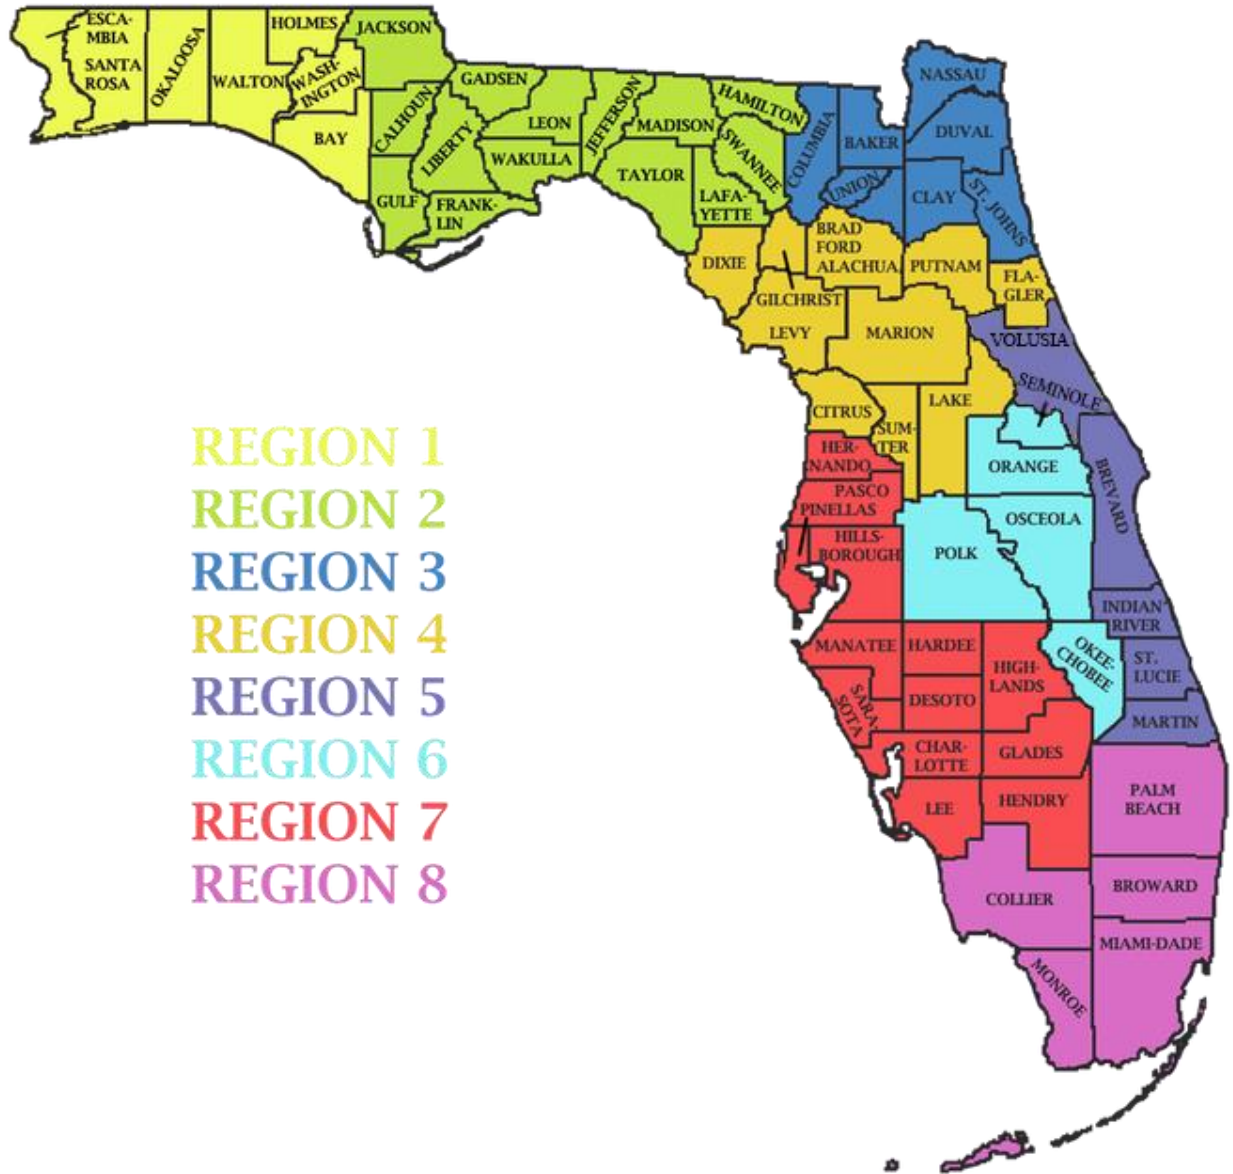 ESCA-
MBIA
SANTA
ROSA
OKALOOSA
WALTON
HOLMES
WASH-
INGTON
BAY
JACKSON
CALHOUN
GULF
LIBERTY
GADSEN
FRANK-
LIN
LEON
WAKULLA
JEFFERSON
MADISON
TAYLOR
HAMILTON
SWANNEE
LAFA-
YETTE
COLUMBIA
BAKER
UNION
NASSAU
DUVAL
CLAY
ST. JOHNS
DIXIE
BRAD
FORD
ALACHUA
PUTNAM
FLA-
GLER
GILCHRIST
LEVY
MARION
VOLUSIA
SEMINOLE
CITRUS
SUM-
TER
LAKE
HER-
NANDO
PASCO
PINELLAS
HILLS-
BOROUGH
ORANGE
OSCEOLA
POLK
BREVARD
INDIAN
RIVER
MANATEE
HARDEE
HIGH-
LANDS
OKEE-
CHOBEE
ST.
LUCIE
SARA-
SOTA
DESOTO
MARTIN
CHAR-
LOTTE
GLADES
LEE
HENDRY
PALM
BEACH
COLLIER
BROWARD
MIAMI-DADE
MONROE
REGION 1
REGION 2
REGION 3
REGION 4
REGION 5
REGION 6
REGION 7
REGION 8